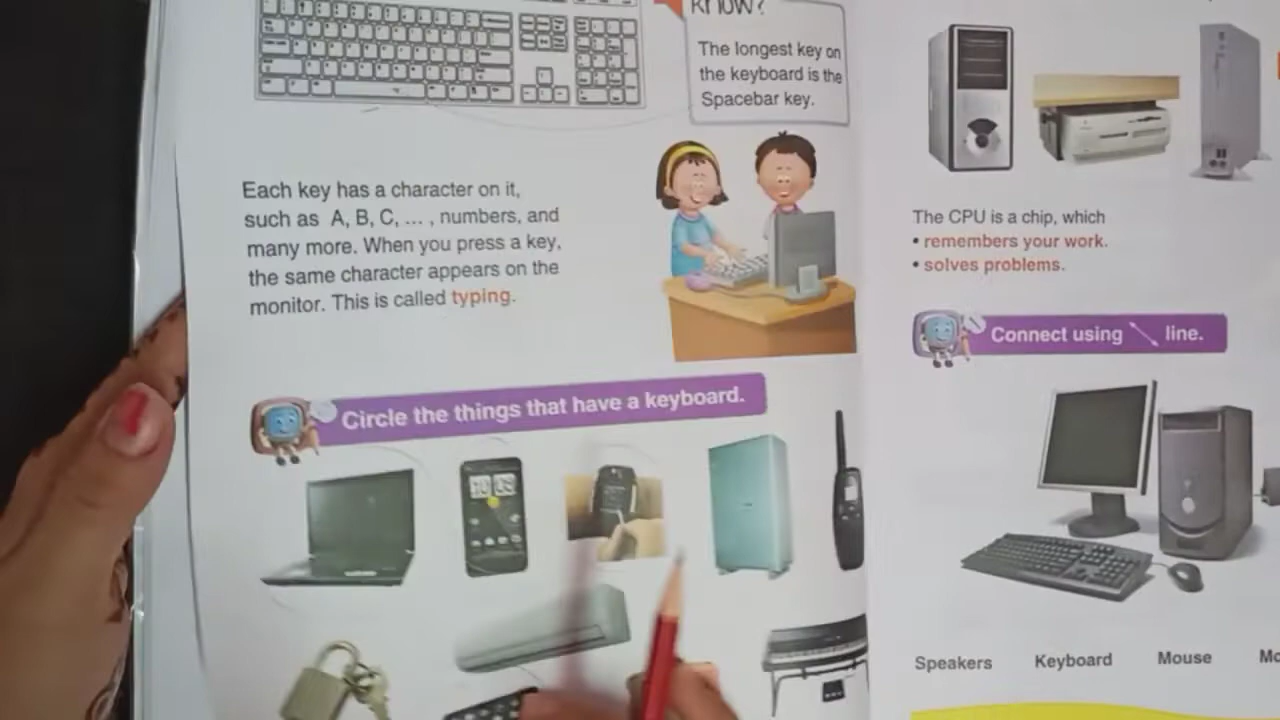 Know?
The longest key on
the keyboard is the
Spacebar key.
Each key has a character on it,
such as A, B, C, ... , numbers, and
many more. When you press a key,
the same character appears on the
monitor. This is called typing.
Circle the things that have a keyboard.
The CPU is a chip, which
• remembers your work.
• solves problems.
Connect using line.
Speakers Keyboard Mouse